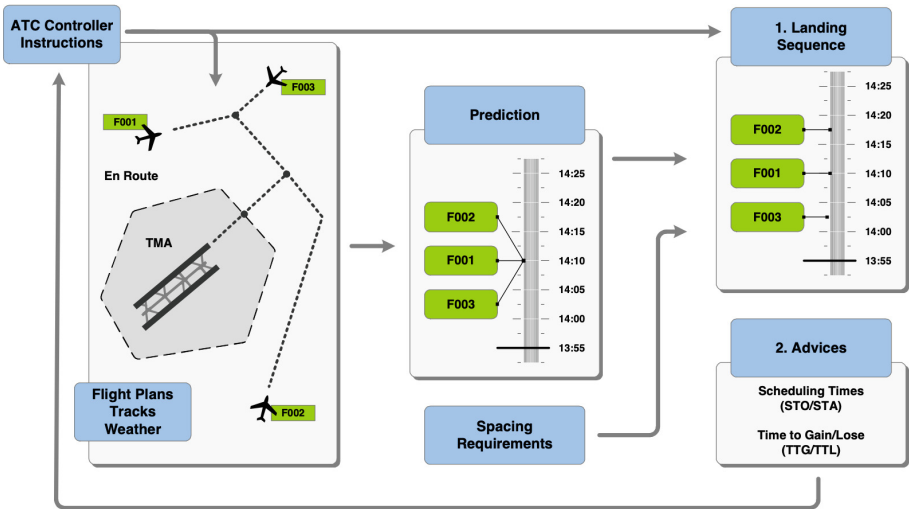 ATC Controller
Instructions
F003
F001
En Route
TMA
F002
Flight Plans
Tracks
Weather
Prediction
14:25
14:20
14:15
14:10
14:05
14:00
13:55
F002
F001
F003
Spacing
Requirements
1. Landing
Sequence
14:25
14:20
14:15
14:10
14:05
14:00
13:55
F002
F001
F003
2. Advices
Scheduling Times
(STO/STA)
Time to Gain/Lose
(TTG/TTL)